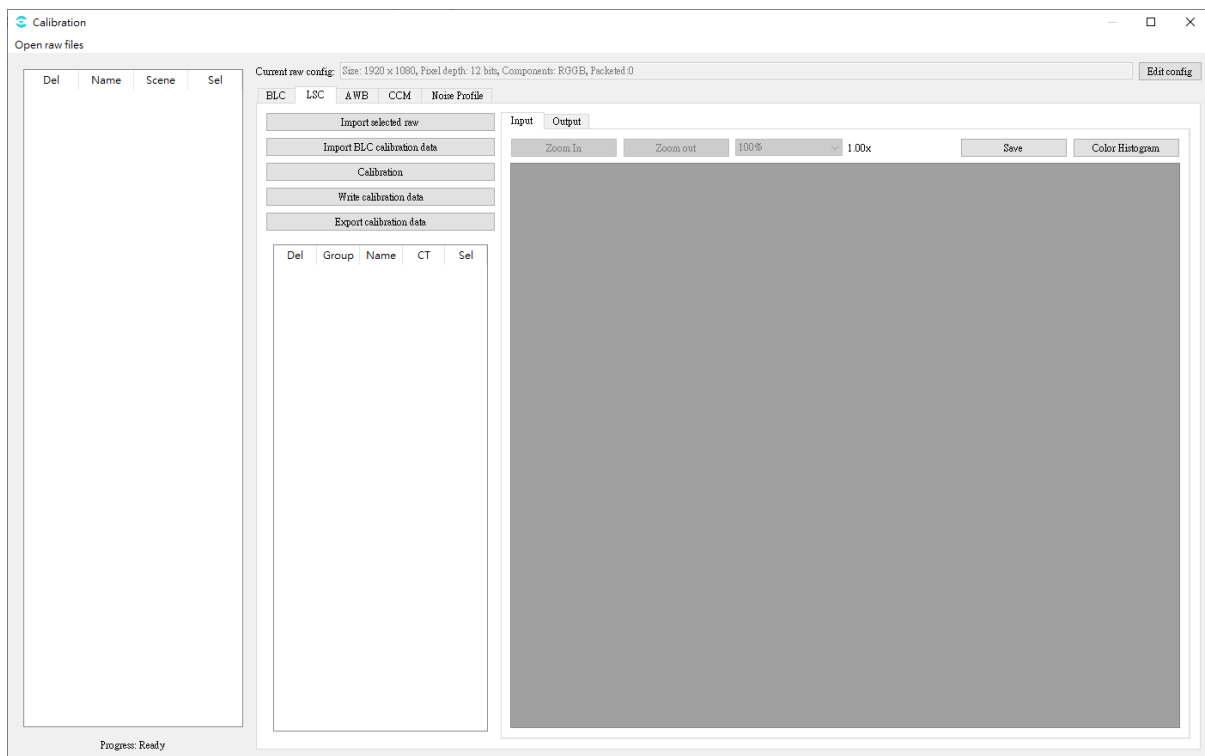 Calibration
Open raw files
Del Name Scene Sel
Current raw config: Size: 1920 x 1080, Pixel depth: 12 bits, Components: RGGB, Packeted:0 Edit config
BLC LSC AWB CCM Noise Profile
Import selected raw
Import BLC calibration data
Calibration
Write calibration data
Export calibration data
Del Group Name CT Sel
Input Output
Zoom In Zoom out 100% 1.00x Save Color Histogram
Progress: Ready